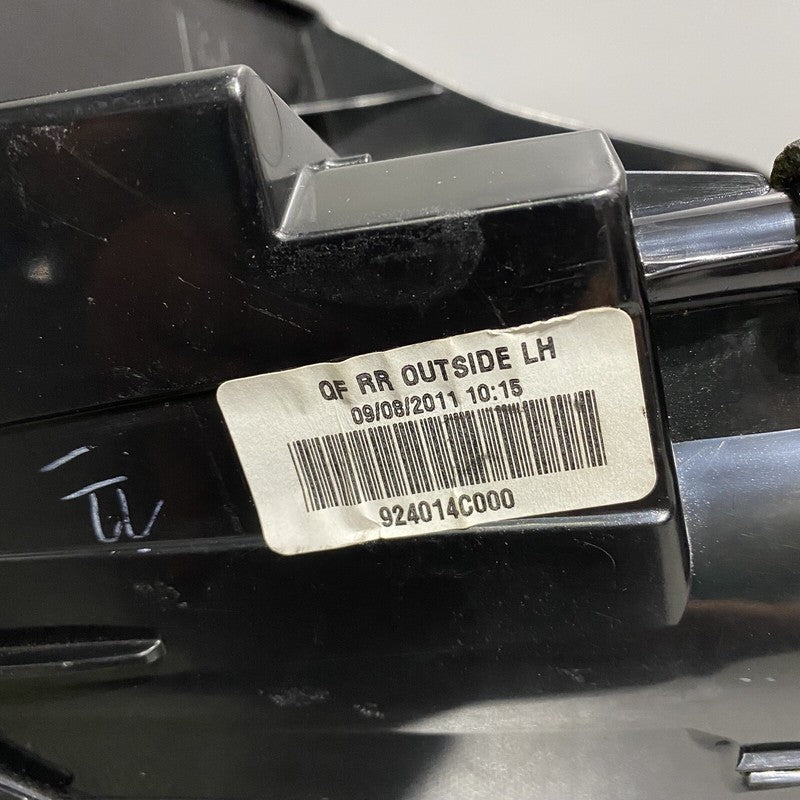 QF RR OUTSIDE LH
09/08/2011 10:15
924014C000